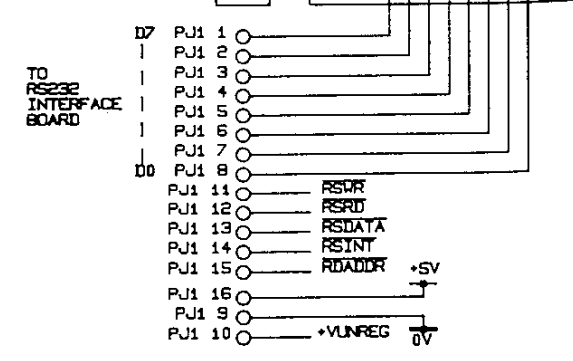 D7 PJ1 1
PJ1 2
PJ1 3
PJ1 4
PJ1 5
PJ1 6
PJ1 7
D0 PJ1 8
TO
RS232
INTERFACE
BOARD
PJ1 11 RSWR
PJ1 12 RSRD
PJ1 13 RSDATA
PJ1 14 RSINT
PJ1 15 RDADDR
+5V
PJ1 16
PJ1 9
PJ1 10 +VUNREG 0V